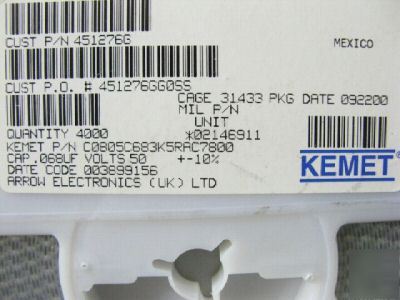 CUST P/N 451276G
MEXICO
CUST P.O. # 451276GG0SS
CAGE 31433 PKG DATE 092200
MIL P/N
UNIT
QUANTITY 4000 *02146911
KEMET P/N C0805C683K5RAC7800
CAP .068UF VOLTS 50 +-10%
DATE CODE 003699156
ARROW ELECTRONICS (UK) LTD
KEMET